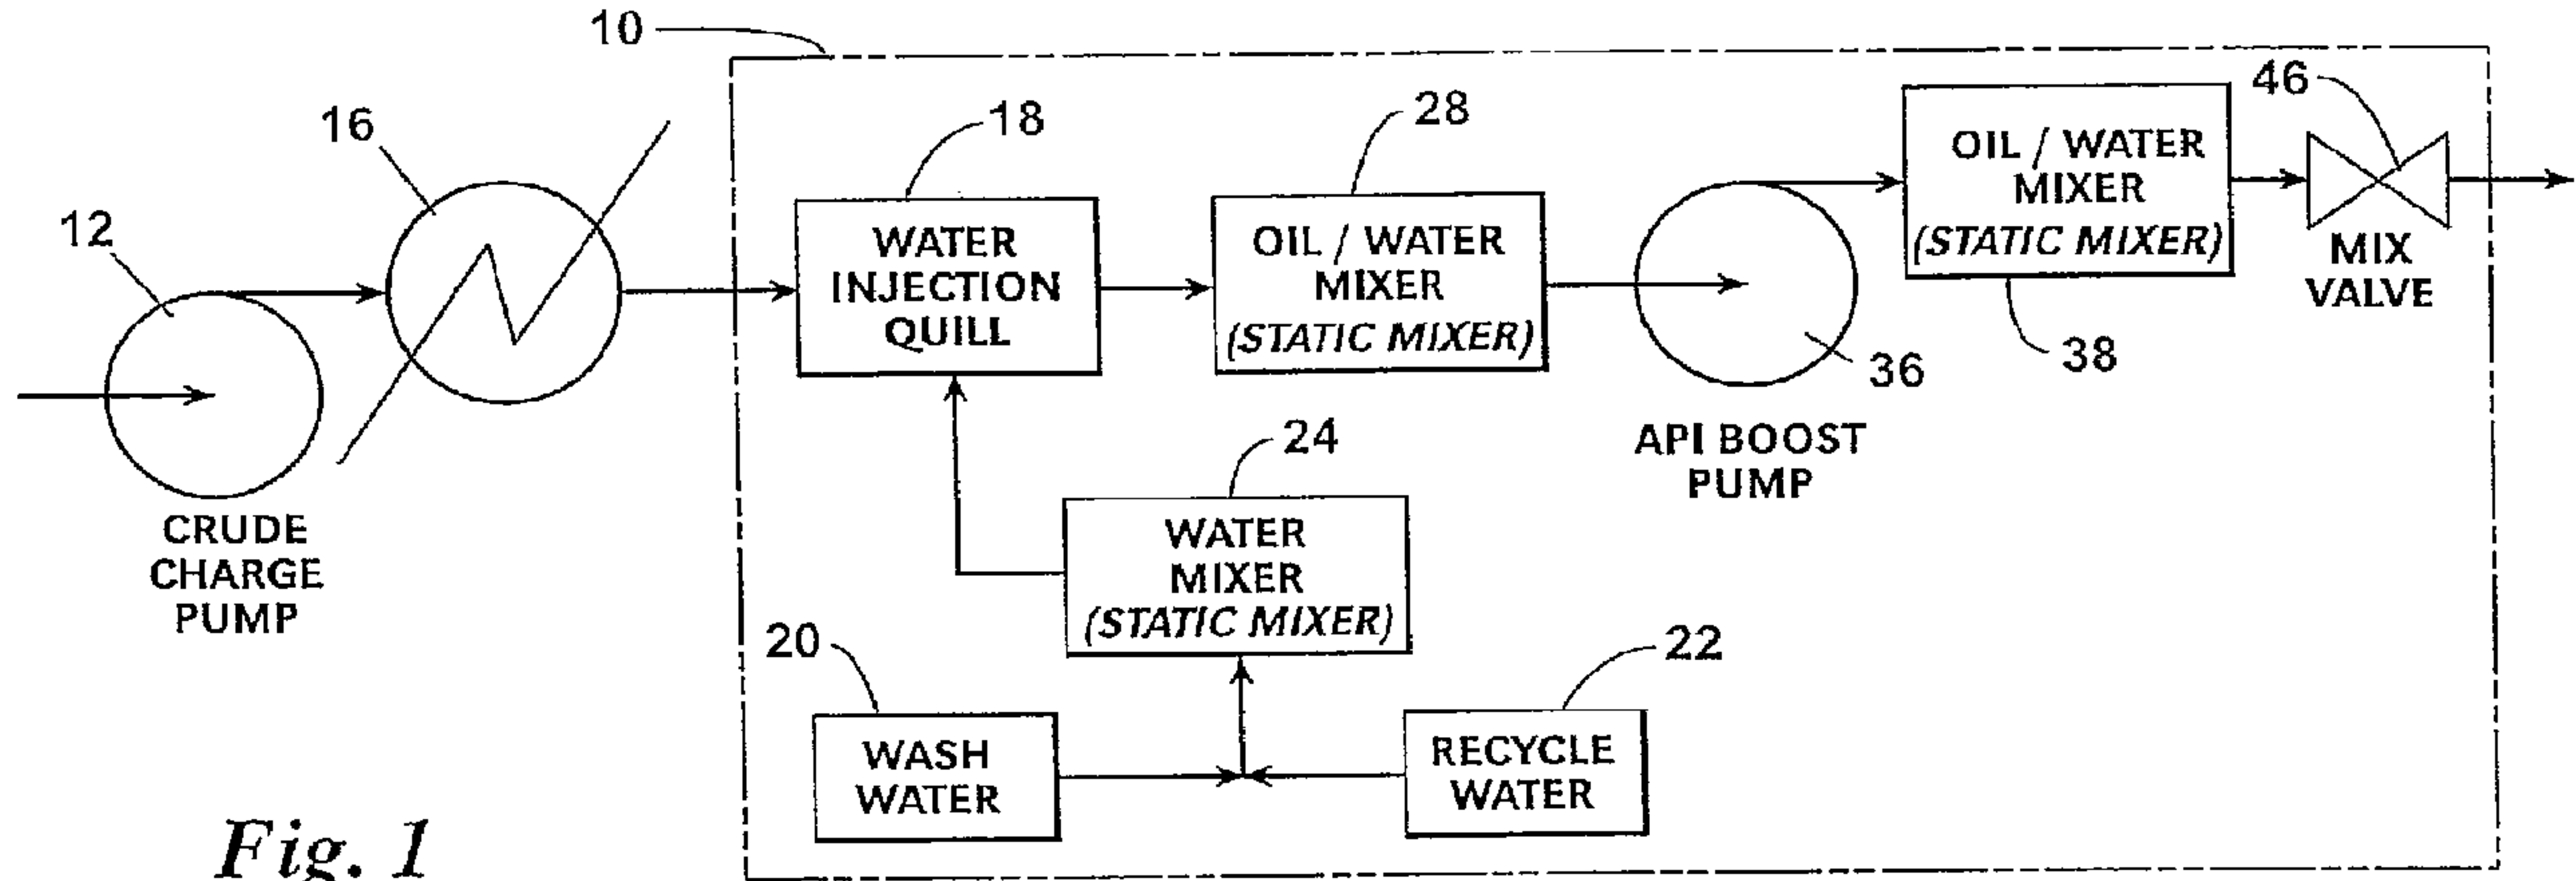 10
12
16
18
28
46
WATER
INJECTION
QUILL
OIL / WATER
MIXER
(STATIC MIXER)
OIL / WATER
MIXER
(STATIC MIXER)
MIX
VALVE
38
36
API BOOST
PUMP
CRUDE
CHARGE
PUMP
24
WATER
MIXER
(STATIC MIXER)
20
22
WASH
WATER
RECYCLE
WATER
Fig. 1